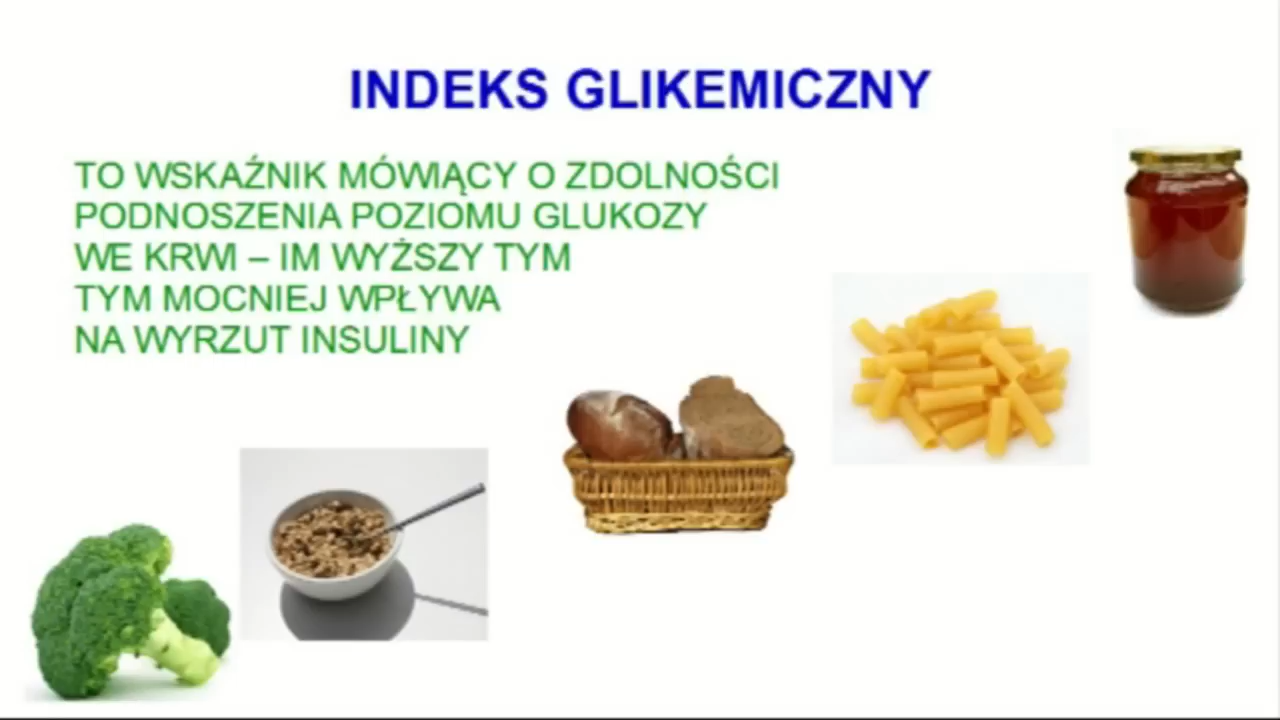 INDEKS GLIKEMICZNY
TO WSKAŹNIK MÓWIĄCY O ZDOLNOŚCI
PODNOSZENIA POZIOMU GLUKOZY
WE KRWI – IM WYŻSZY TYM
TYM MOCNIEJ WPŁYWA
NA WYRZUT INSULINY